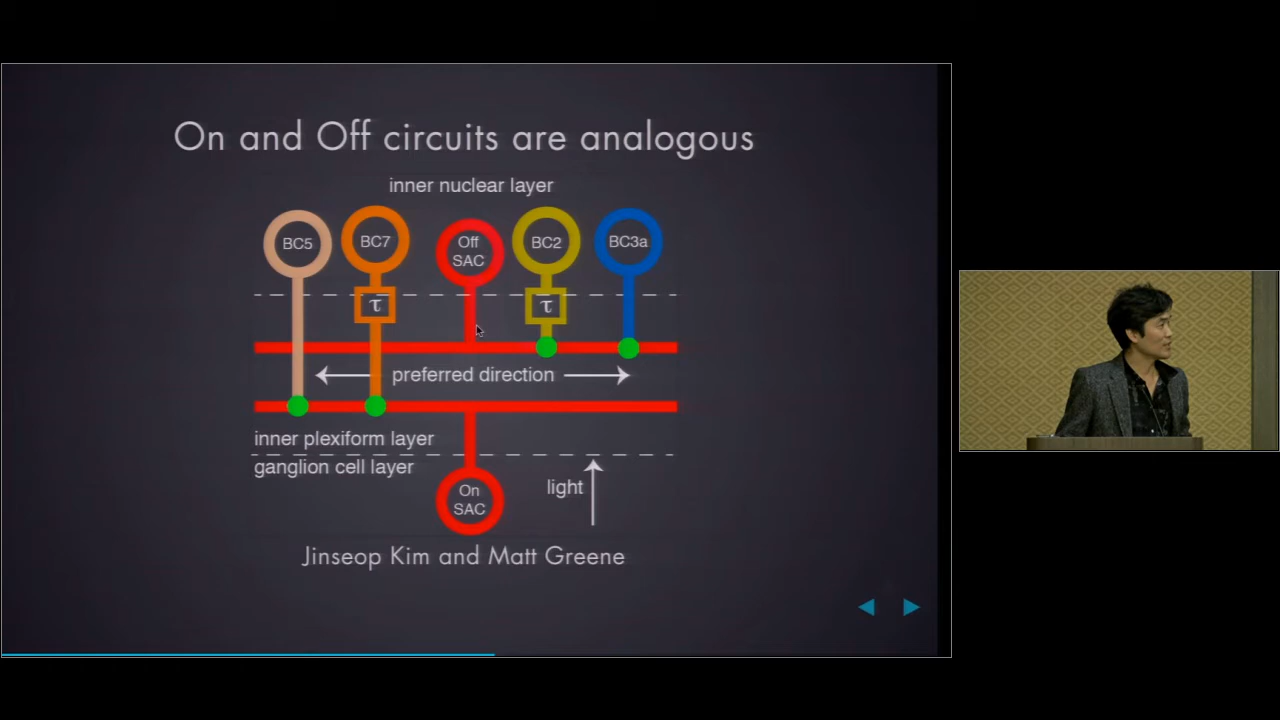 On and Off circuits are analogous
inner nuclear layer
BC5
BC7
Off
SAC
BC2
BC3a
τ
τ
preferred direction
inner plexiform layer
ganglion cell layer
On
SAC
light
Jinseop Kim and Matt Greene